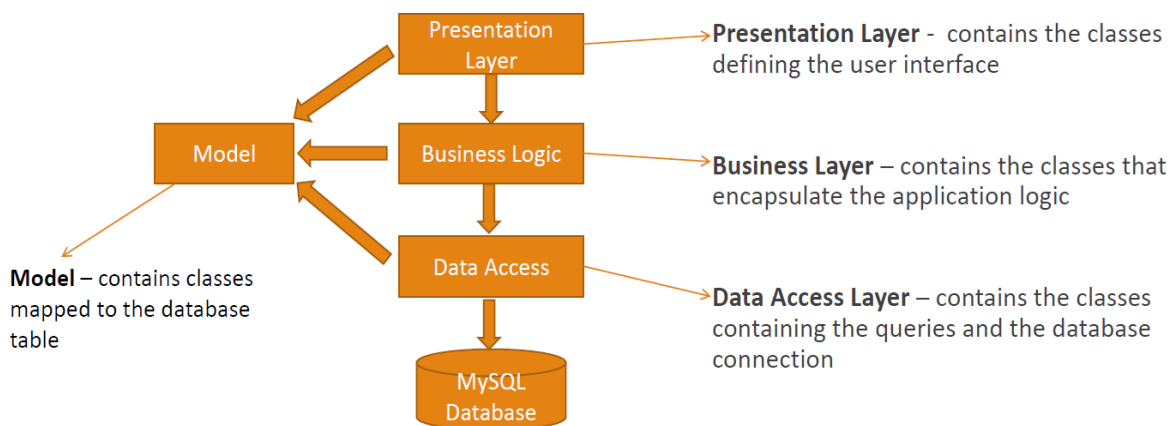 Presentation
Layer
Presentation Layer -  contains the classes
defining the user interface
Model
Business Logic
Business Layer – contains the classes that
encapsulate the application logic
Data Access
Model – contains classes
mapped to the database
table
Data Access Layer – contains the classes
containing the queries and the database
connection
MySQL
Database